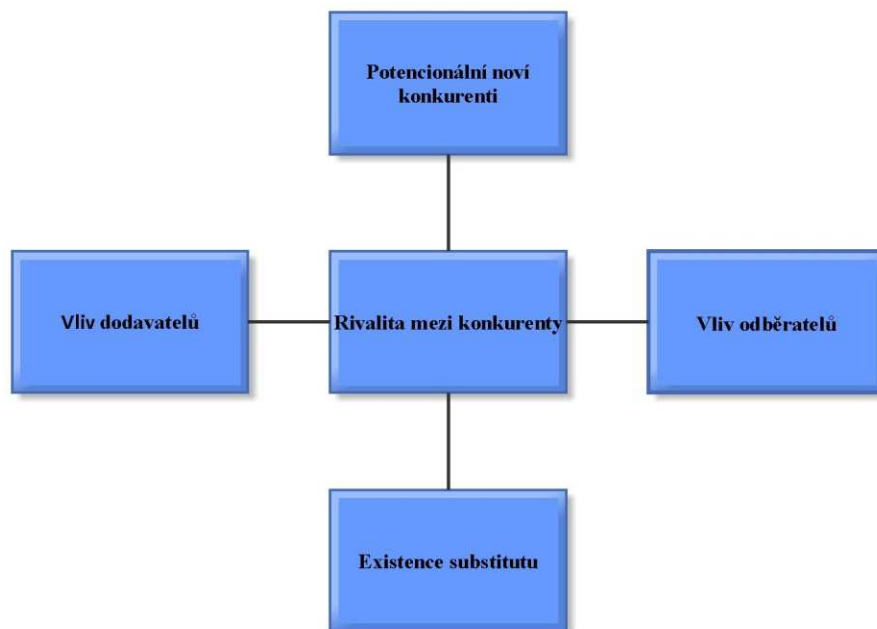 Potencionální noví
konkurenti
Vliv dodavatelů
Rivalita mezi konkurenty
Vliv odběratelů
Existence substitutu